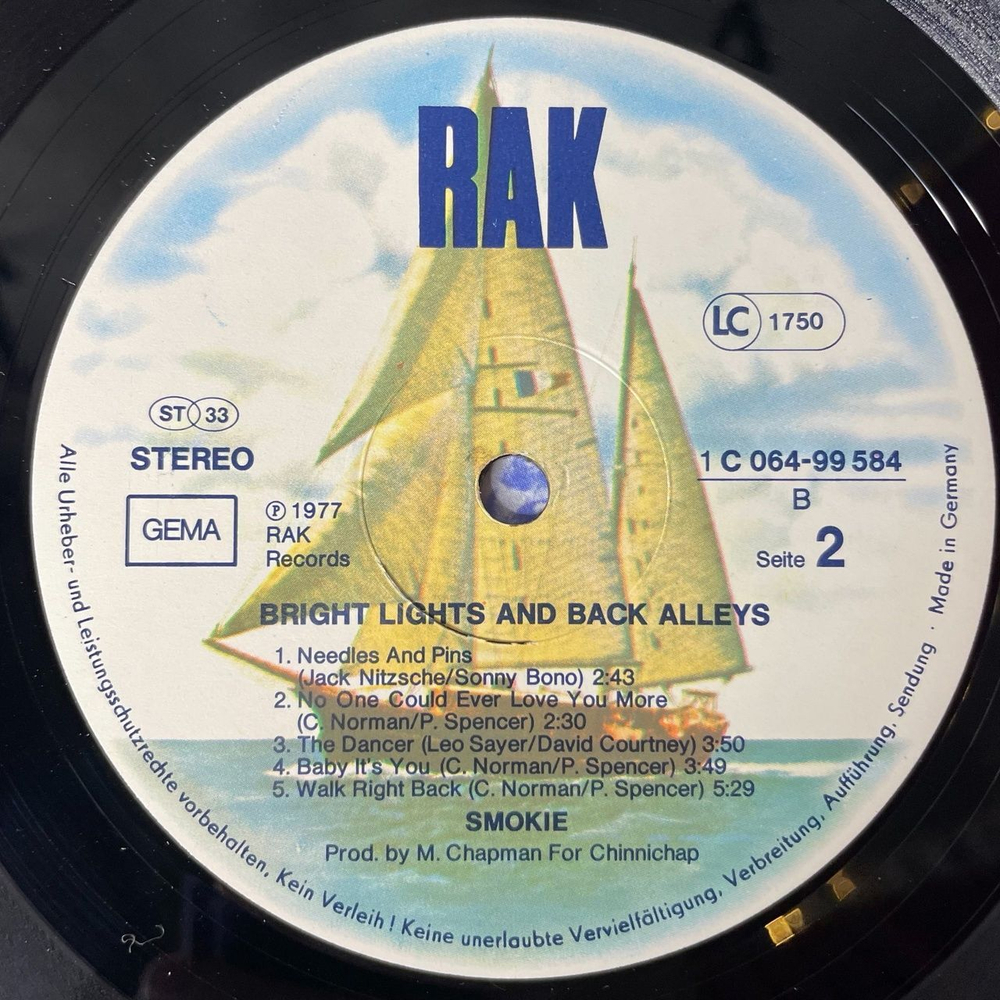 RAK
LC 1750
ST 33
STEREO
GEMA
℗ 1977
RAK
Records
1 C 064-99 584
B
Seite 2
BRIGHT LIGHTS AND BACK ALLEYS
1. Needles And Pins
(Jack Nitzsche/Sonny Bono) 2:43
2. No One Could Ever Love You More
(C. Norman/P. Spencer) 2:30
3. The Dancer (Leo Sayer/David Courtney) 3:50
4. Baby It's You (C. Norman/P. Spencer) 3:49
5. Walk Right Back (C. Norman/P. Spencer) 5:29
SMOKIE
Prod. by M. Chapman For Chinnichap
Alle Urheber- und Leistungsschutzrechte vorbehalten, Kein Verleih! Keine unerlaubte Vervielfältigung, Verbreitung, Aufführung, Sendung · Made in Germany